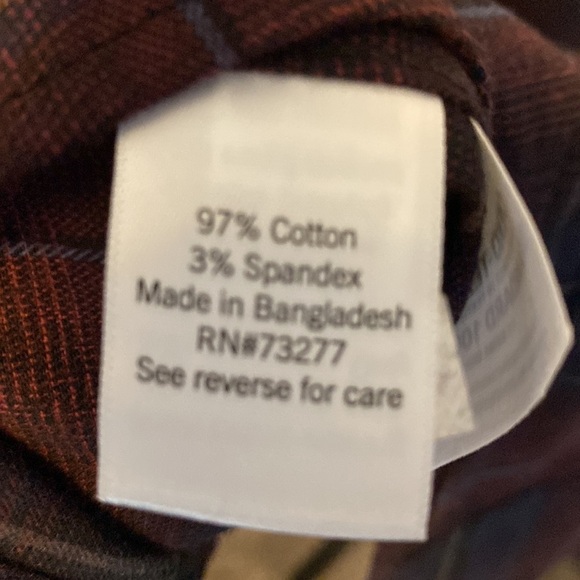 97% Cotton
3% Spandex
Made in Bangladesh
RN#73277
See reverse for care